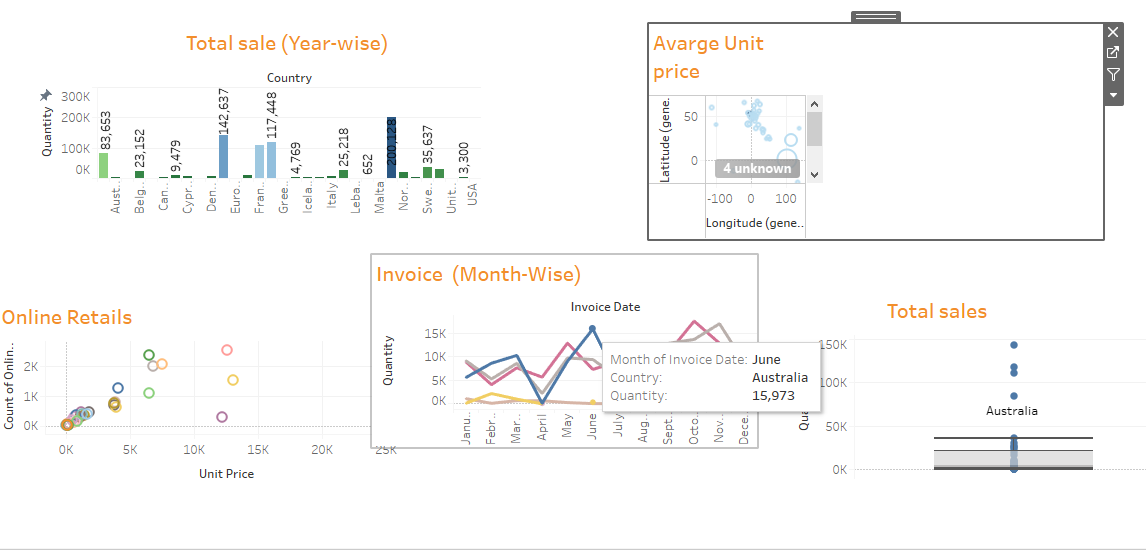 Total sale (Year-wise)
Country
Quantity
300K
200K
100K
0K
83,653
23,152
9,479
142,637
117,448
4,769
25,218
652
200,128
35,637
3,300
Aust..
Belg..
Can..
Cypr..
Den..
Euro..
Fran..
Gree..
Icela..
Italy
Leba..
Malta
Nor..
Swe..
Unit..
USA
Avarge Unit
price
Latitude (gene.
50
0
4 unknown
-100 0 100
Longitude (gene..
Online Retails
Count of Onlin..
2K
1K
0K
0K 5K 10K 15K 20K 25K
Unit Price
Invoice (Month-Wise)
Invoice Date
Quantity
15K
10K
5K
0K
Janu..
Febr..
Mar..
April
May
June
July
Aug..
Sept..
Octo..
Nov..
Dece..
Month of Invoice Date: June
Country: Australia
Quantity: 15,973
Total sales
150K
100K
50K
0K
Qua
Australia